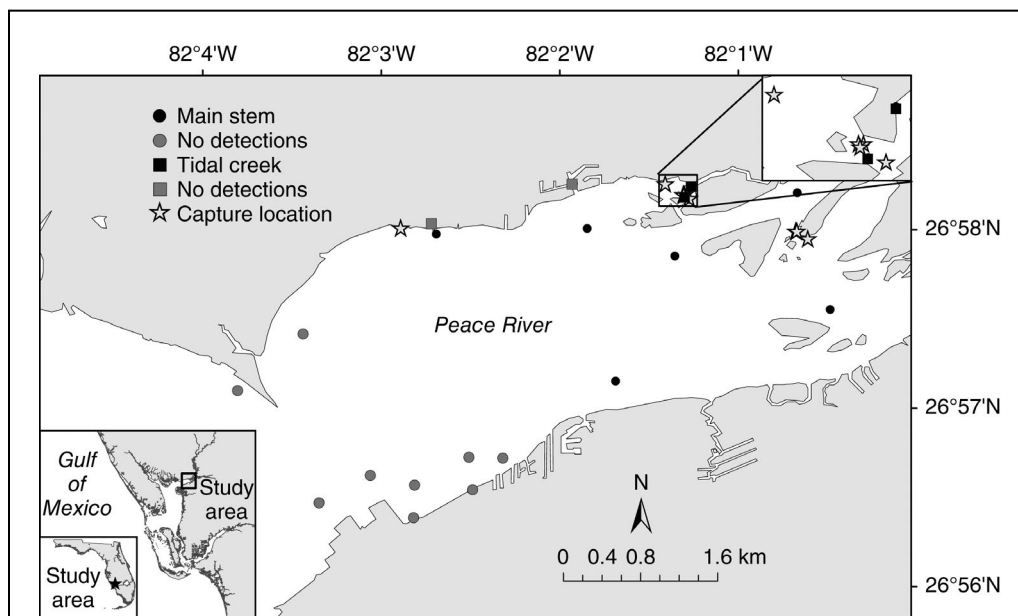 82°4'W 82°3'W 82°2'W 82°1'W
Main stem
No detections
Tidal creek
No detections
Capture location
26°58'N
Peace River
26°57'N
Gulf
of
Mexico
Study
area
Study
area
N
0 0.4 0.8 1.6 km
26°56'N